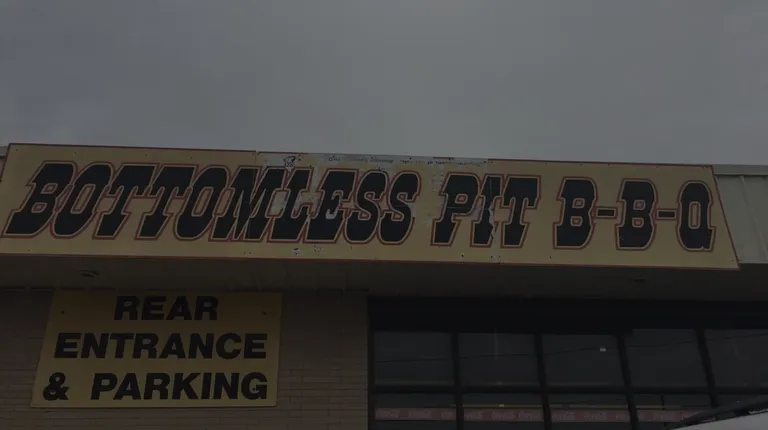 BOTTOMLESS PIT B-B-Q
REAR
ENTRANCE
& PARKING